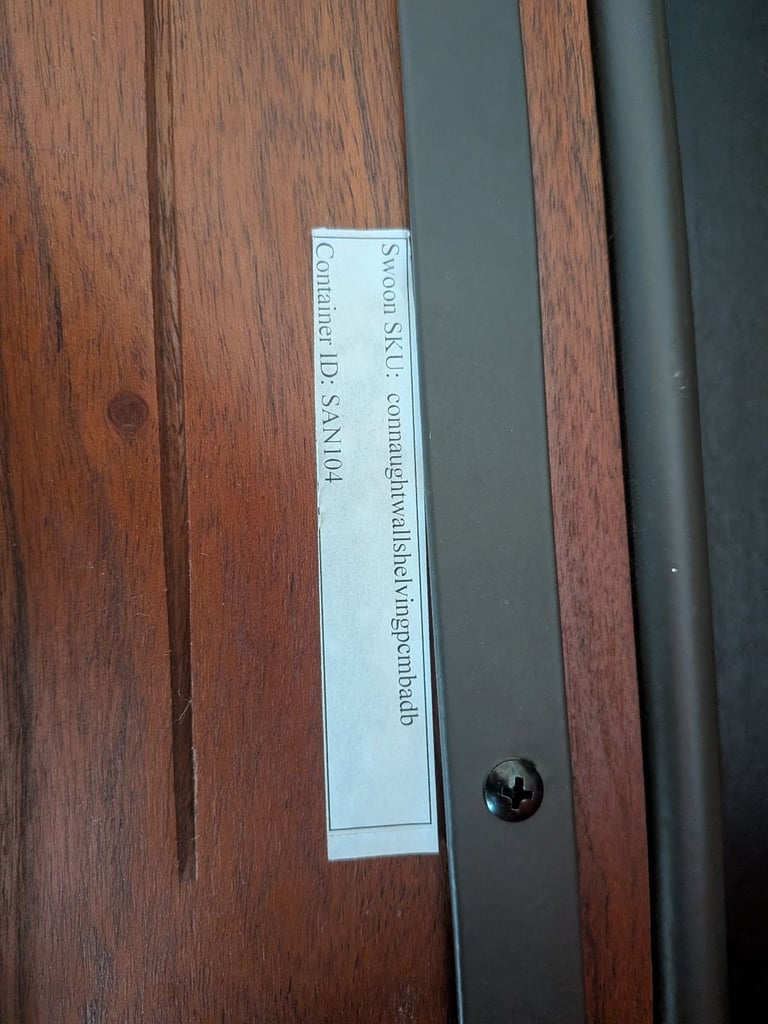 Swoon SKU: connaughtwallshelvingpcmbadb
Container ID: SAN104